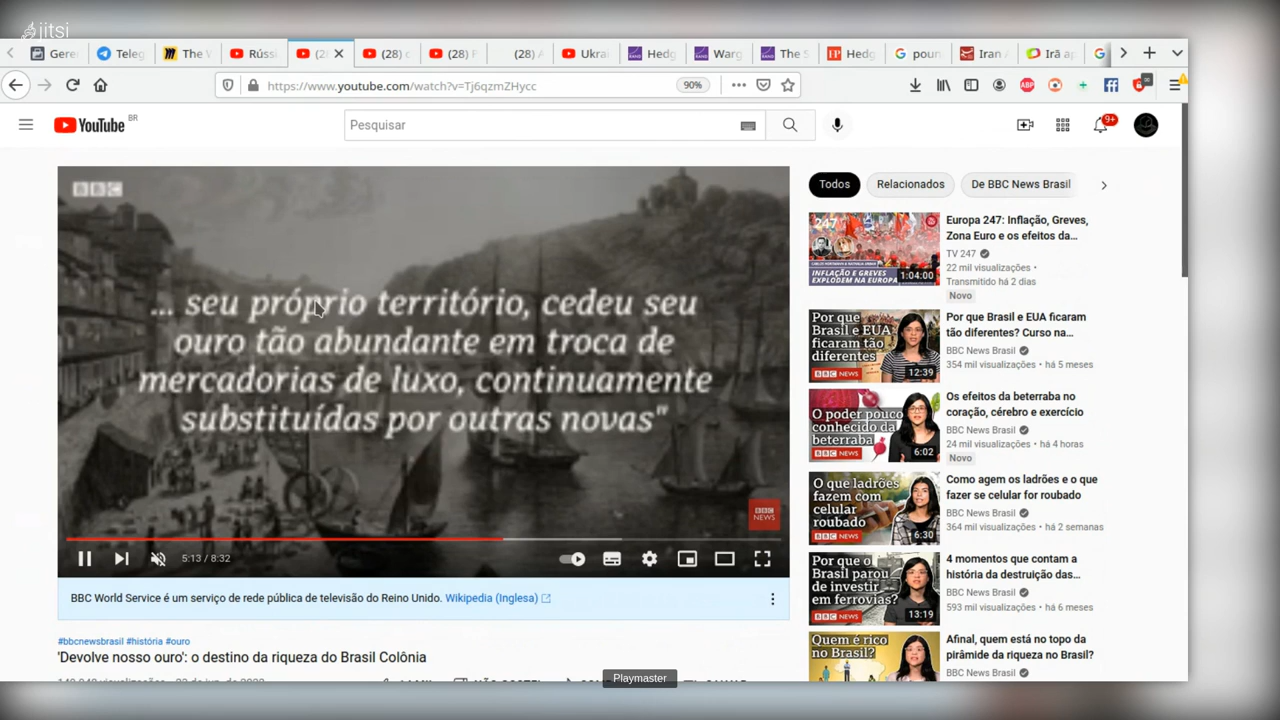 jitsi
Gere
Teleg
The W
Rússi
(28)
(28) c
(28) F
(28) A
Ukrai
Hedg
Warg
The S
Hedg
poun
Iran A
Irã ap
https://www.youtube.com/watch?v=Tj6qzmZHycc
90%
ABP
YouTube BR
Pesquisar
9+
BBC
... seu próprio território, cedeu seu
ouro tão abundante em troca de
mercadorias de luxo, continuamente
substituídas por outras novas"
BBC
NEWS
5:13 / 8:32
BBC World Service é um serviço de rede pública de televisão do Reino Unido. Wikipedia (Inglesa)
#bbcnewsbrasil #história #ouro
'Devolve nosso ouro': o destino da riqueza do Brasil Colônia
Playmaster
Todos
Relacionados
De BBC News Brasil
247
INFLAÇÃO E GREVES
EXPLODEM NA EUROPA
1:04:00
Europa 247: Inflação, Greves,
Zona Euro e os efeitos da...
TV 247
22 mil visualizações •
Transmitido há 2 dias
Novo
Por que
Brasil e EUA
ficaram tão
diferentes?
BBC NEWS
12:39
Por que Brasil e EUA ficaram
tão diferentes? Curso na...
BBC News Brasil
354 mil visualizações • há 5 meses
O poder pouco
conhecido da
beterraba
BBC NEWS
6:02
Os efeitos da beterraba no
coração, cérebro e exercício
BBC News Brasil
24 mil visualizações • há 4 horas
Novo
O que ladrões
fazem com
celular
roubado
BBC NEWS
6:30
Como agem os ladrões e o que
fazer se celular for roubado
BBC News Brasil
364 mil visualizações • há 2 semanas
Por que o
Brasil parou
de investir
em ferrovias?
BBC NEWS
13:19
4 momentos que contam a
história da destruição das...
BBC News Brasil
593 mil visualizações • há 6 meses
Quem é rico
no Brasil?
Afinal, quem está no topo da
pirâmide da riqueza no Brasil?
BBC News Brasil